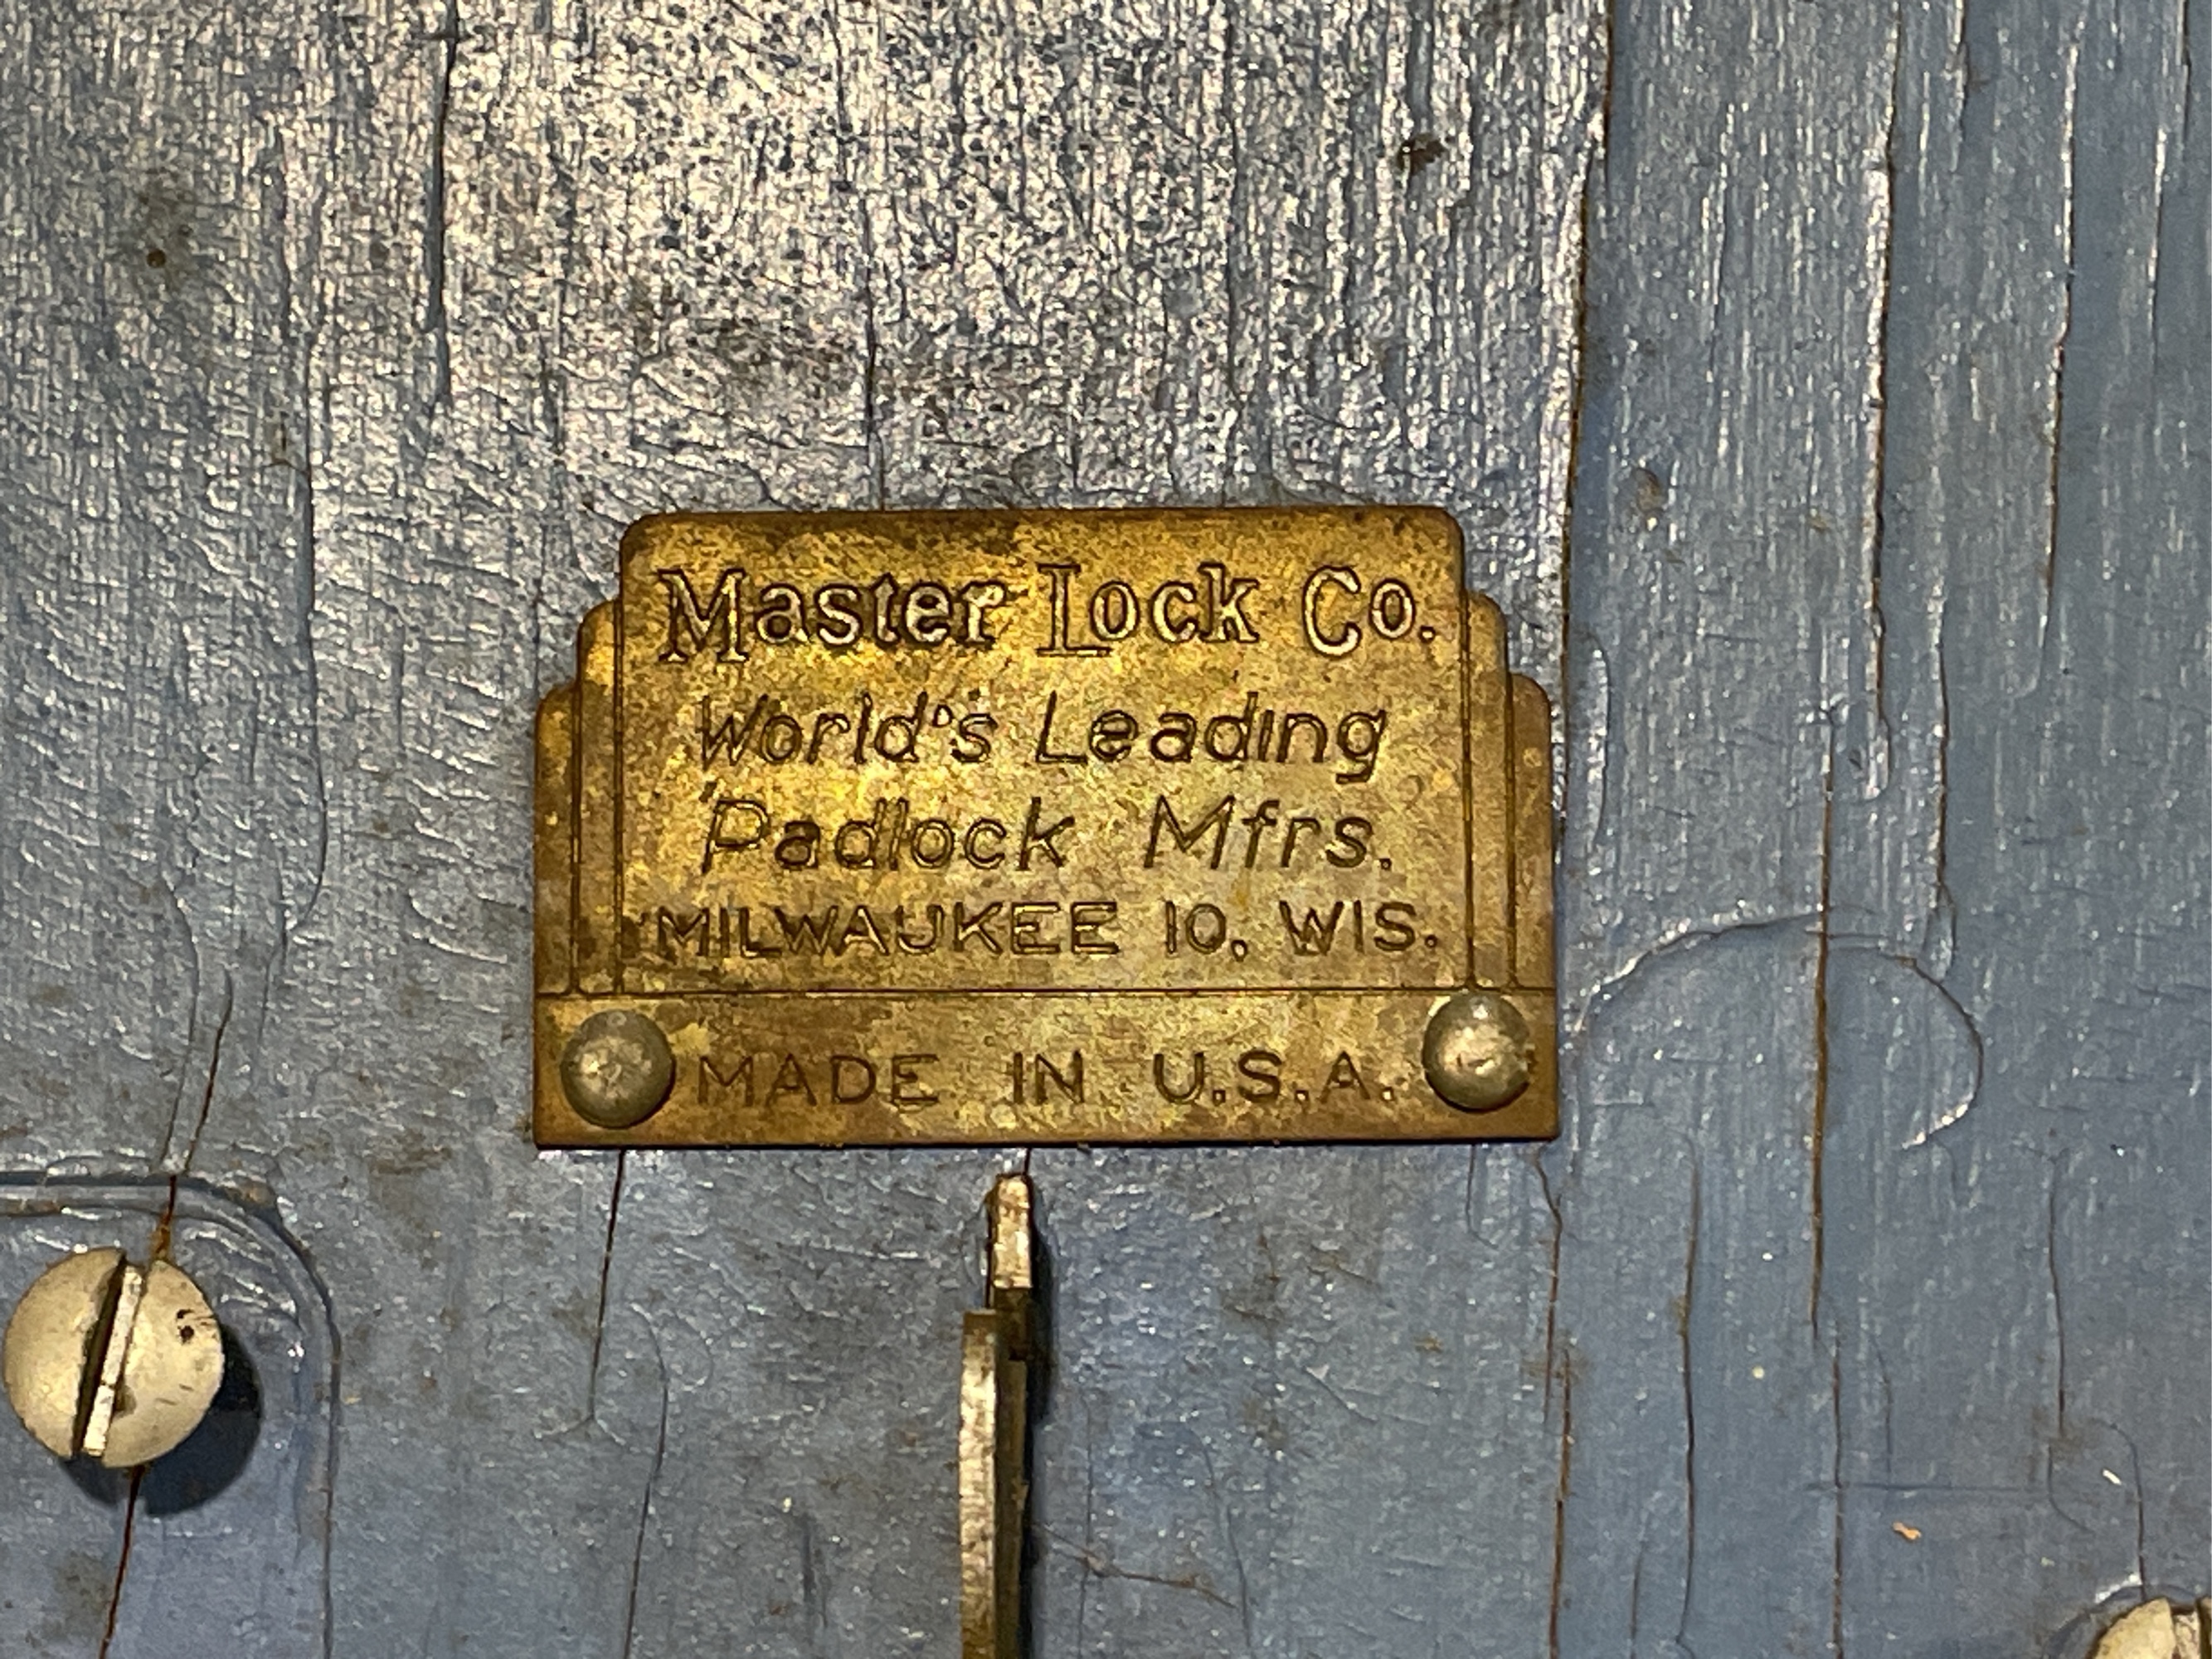 Master Lock Co.
World's Leading
Padlock Mfrs.
MILWAUKEE 10, WIS.
MADE IN U.S.A.